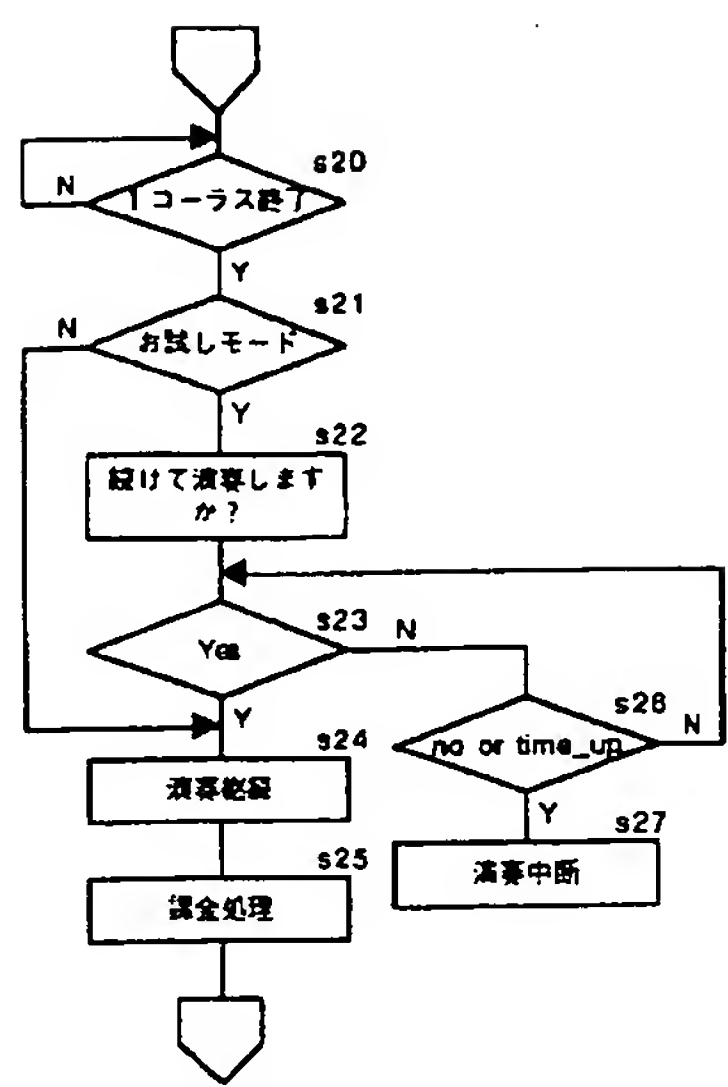 s20
N
1コーラス終了
Y
s21
N
お試しモード
Y
s22
続けて演奏します
か?
s23
N
Yes
Y
s26
N
no or time_up
s24
Y
演奏継続
s27
s25
演奏中断
課金処理